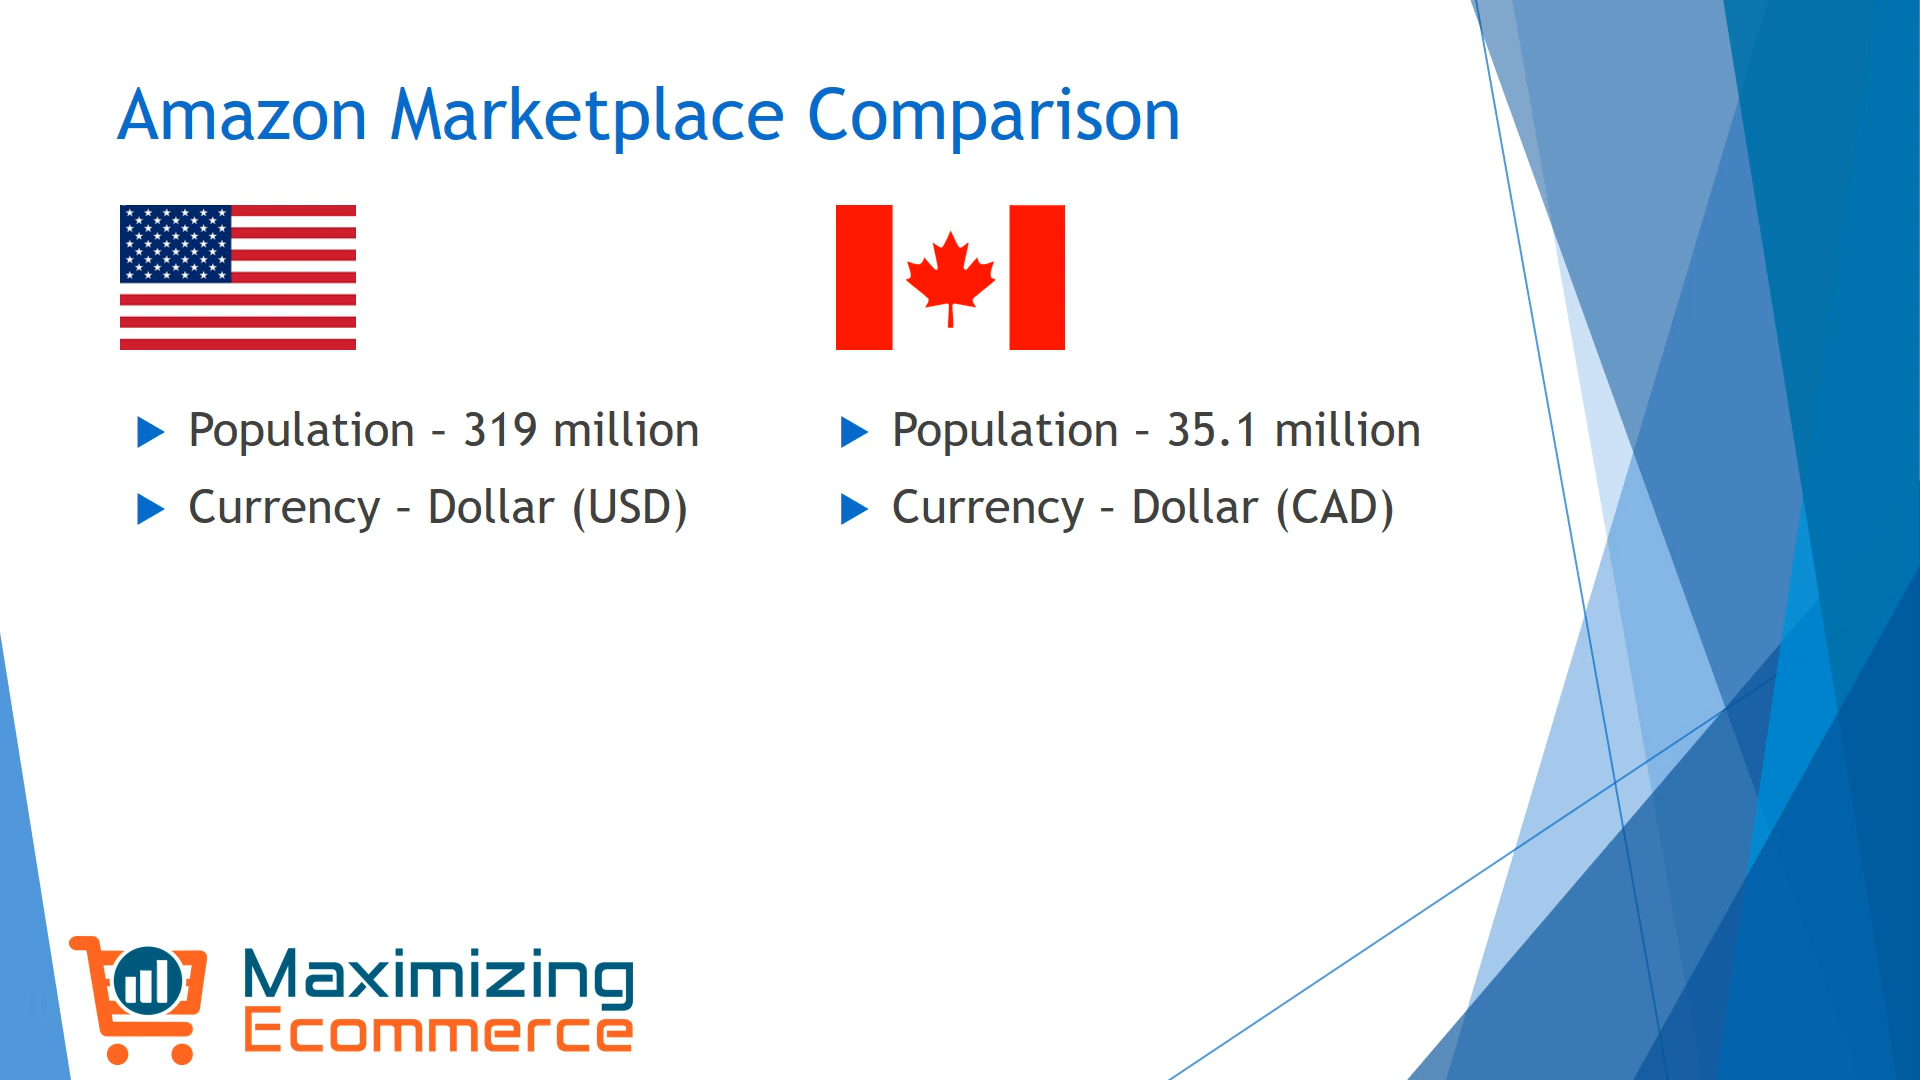 Amazon Marketplace Comparison
Population – 319 million
Currency – Dollar (USD)
Population – 35.1 million
Currency – Dollar (CAD)
Maximizing
Ecommerce